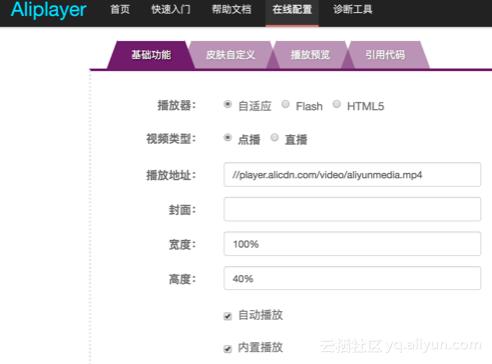 Aliplayer 首页 快速入门 帮助文档 在线配置 诊断工具
基础功能 皮肤自定义 播放预览 引用代码
播放器： 自适应 Flash HTML5
视频类型： 点播 直播
播放地址： //player.alicdn.com/video/aliyunmedia.mp4
封面：
宽度： 100%
高度： 40%
自动播放
内置播放
云栖社区 yq.aliyun.com